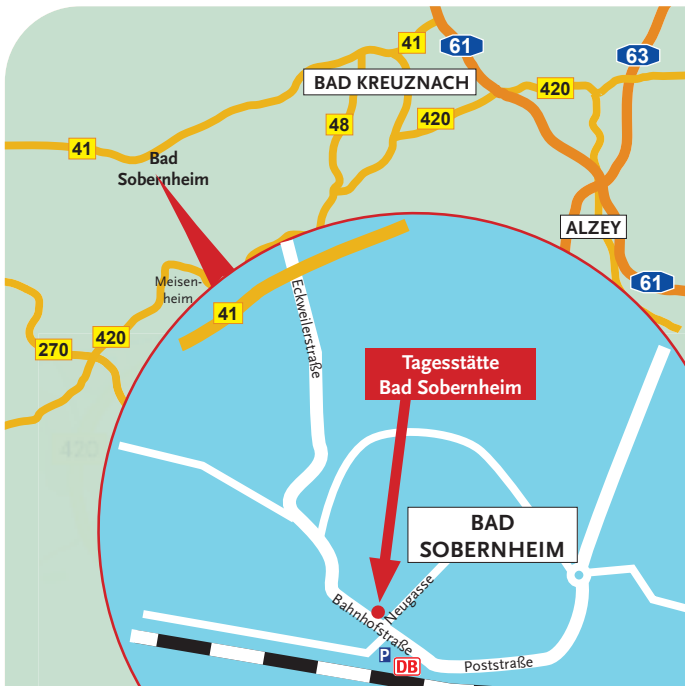 41
61
63
BAD KREUZNACH
420
48
420
41
Bad
Sobernheim
ALZEY
Meisen-
heim
61
41
Eckweilerstraße
420
270
Tagesstätte
Bad Sobernheim
420
BAD
SOBERNHEIM
Neugasse
Bahnhofstraße
P
DB
Poststraße